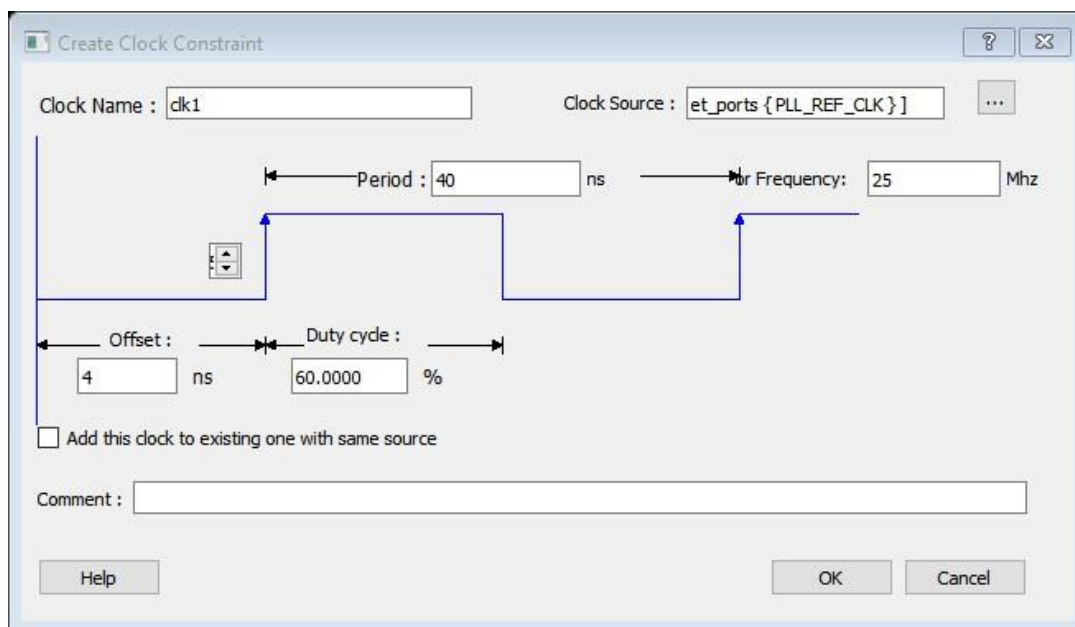 Create Clock Constraint
Clock Name : clk1 Clock Source : et_ports { PLL_REF_CLK } ] ...
Period : 40 ns or Frequency: 25 Mhz
Offset : Duty cycle :
4 ns 60.0000 %
Add this clock to existing one with same source
Comment :
Help OK Cancel